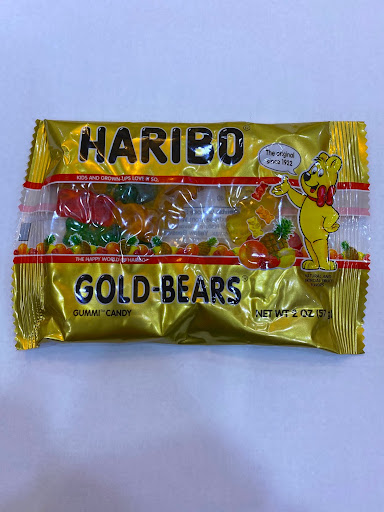 HARIBO®
The original
since 1922
KIDS AND GROWN-UPS LOVE IT SO,
THE HAPPY WORLD OF HARIBO
GOLD-BEARS®
GUMMI CANDY
NET WT 2 OZ (57g)